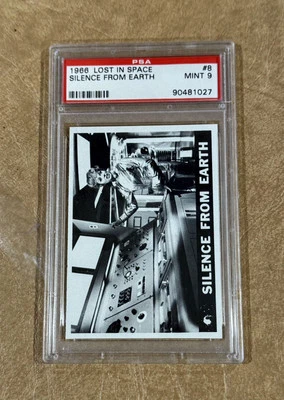 PSA
1966 LOST IN SPACE #8
SILENCE FROM EARTH MINT 9
90481027
SILENCE FROM EARTH